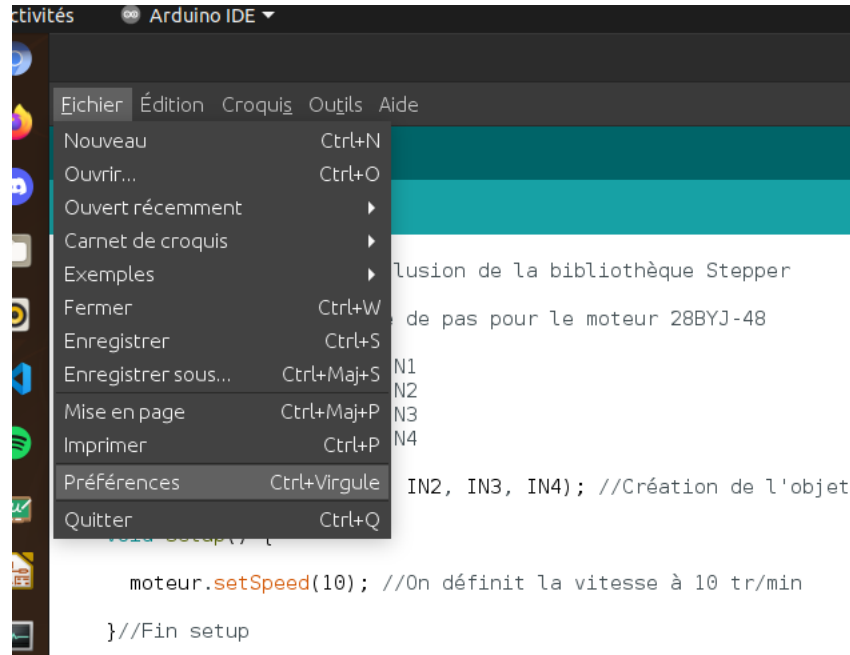 ctivités Arduino IDE
Fichier Édition Croquis Outils Aide
Nouveau Ctrl+N
Ouvrir... Ctrl+O
Ouvert récemment
Carnet de croquis
Exemples
Fermer Ctrl+W
Enregistrer Ctrl+S
Enregistrer sous... Ctrl+Maj+S
Mise en page Ctrl+Maj+P
Imprimer Ctrl+P
Préférences Ctrl+Virgule
Quitter Ctrl+Q
lusion de la bibliothèque Stepper
de pas pour le moteur 28BYJ-48
N1
N2
N3
N4
IN2, IN3, IN4); //Création de l'objet
moteur.setSpeed(10); //On définit la vitesse à 10 tr/min
}//Fin setup